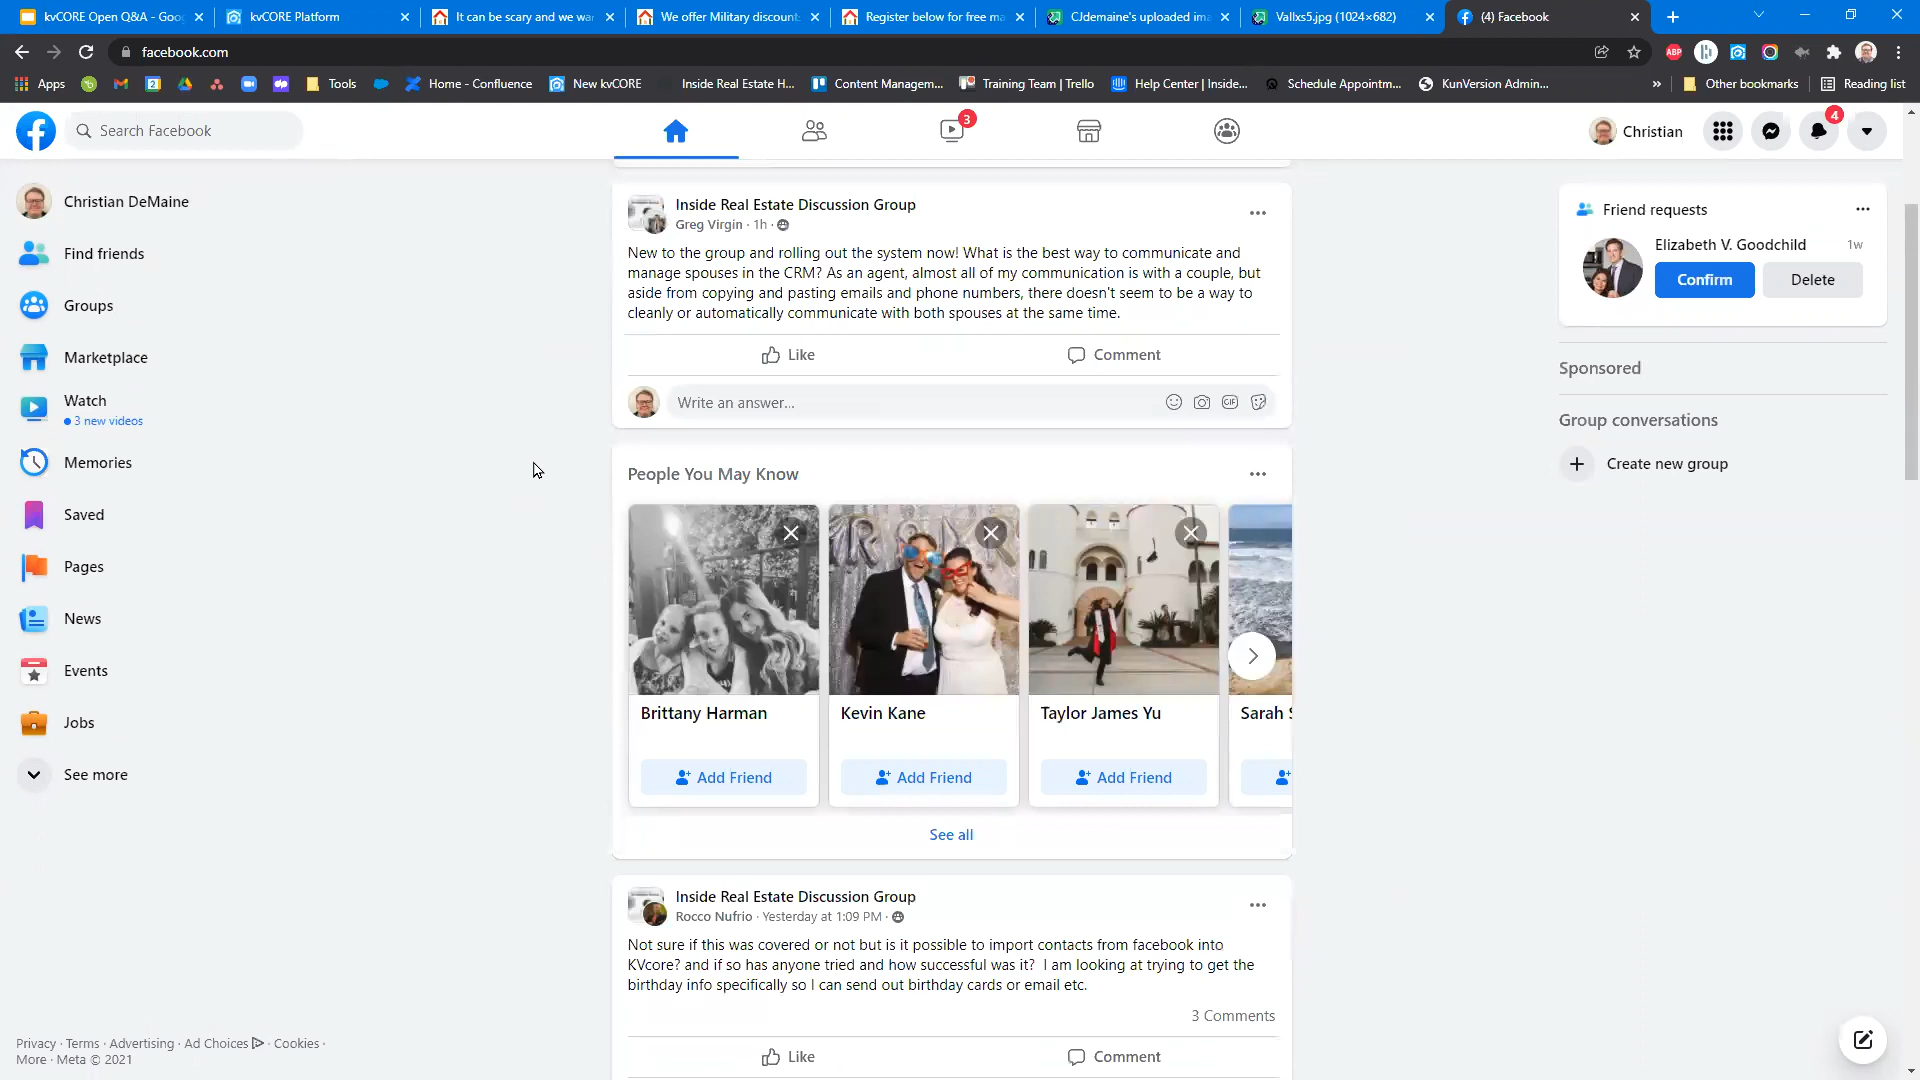 kvCORE Open Q&A - Goo
kvCORE Platform
It can be scary and we wa
We offer Military discount
Register below for free ma
CJdemaine's uploaded ima
Vallxs5.jpg (1024×682)
(4) Facebook
facebook.com
ABP
Apps
Tools
Home - Confluence
New kvCORE
Inside Real Estate H...
Content Managem...
Training Team | Trello
Help Center | Inside...
Schedule Appointm...
KunVersion Admin...
»
Other bookmarks
Reading list
Search Facebook
3
Christian
4
Christian DeMaine
Find friends
Groups
Marketplace
Watch
3 new videos
Memories
Saved
Pages
News
Events
Jobs
See more
Privacy · Terms · Advertising · Ad Choices · Cookies ·
More · Meta © 2021
Inside Real Estate Discussion Group
Greg Virgin · 1h ·
New to the group and rolling out the system now! What is the best way to communicate and
manage spouses in the CRM? As an agent, almost all of my communication is with a couple, but
aside from copying and pasting emails and phone numbers, there doesn't seem to be a way to
cleanly or automatically communicate with both spouses at the same time.
Like
Comment
Write an answer...
GIF
People You May Know
Brittany Harman
Kevin Kane
Taylor James Yu
Sarah S
Add Friend
Add Friend
Add Friend
See all
Inside Real Estate Discussion Group
Rocco Nufrio · Yesterday at 1:09 PM ·
Not sure if this was covered or not but is it possible to import contacts from facebook into
KVcore? and if so has anyone tried and how successful was it? I am looking at trying to get the
birthday info specifically so I can send out birthday cards or email etc.
3 Comments
Like
Comment
Friend requests
Elizabeth V. Goodchild
1w
Confirm
Delete
Sponsored
Group conversations
Create new group